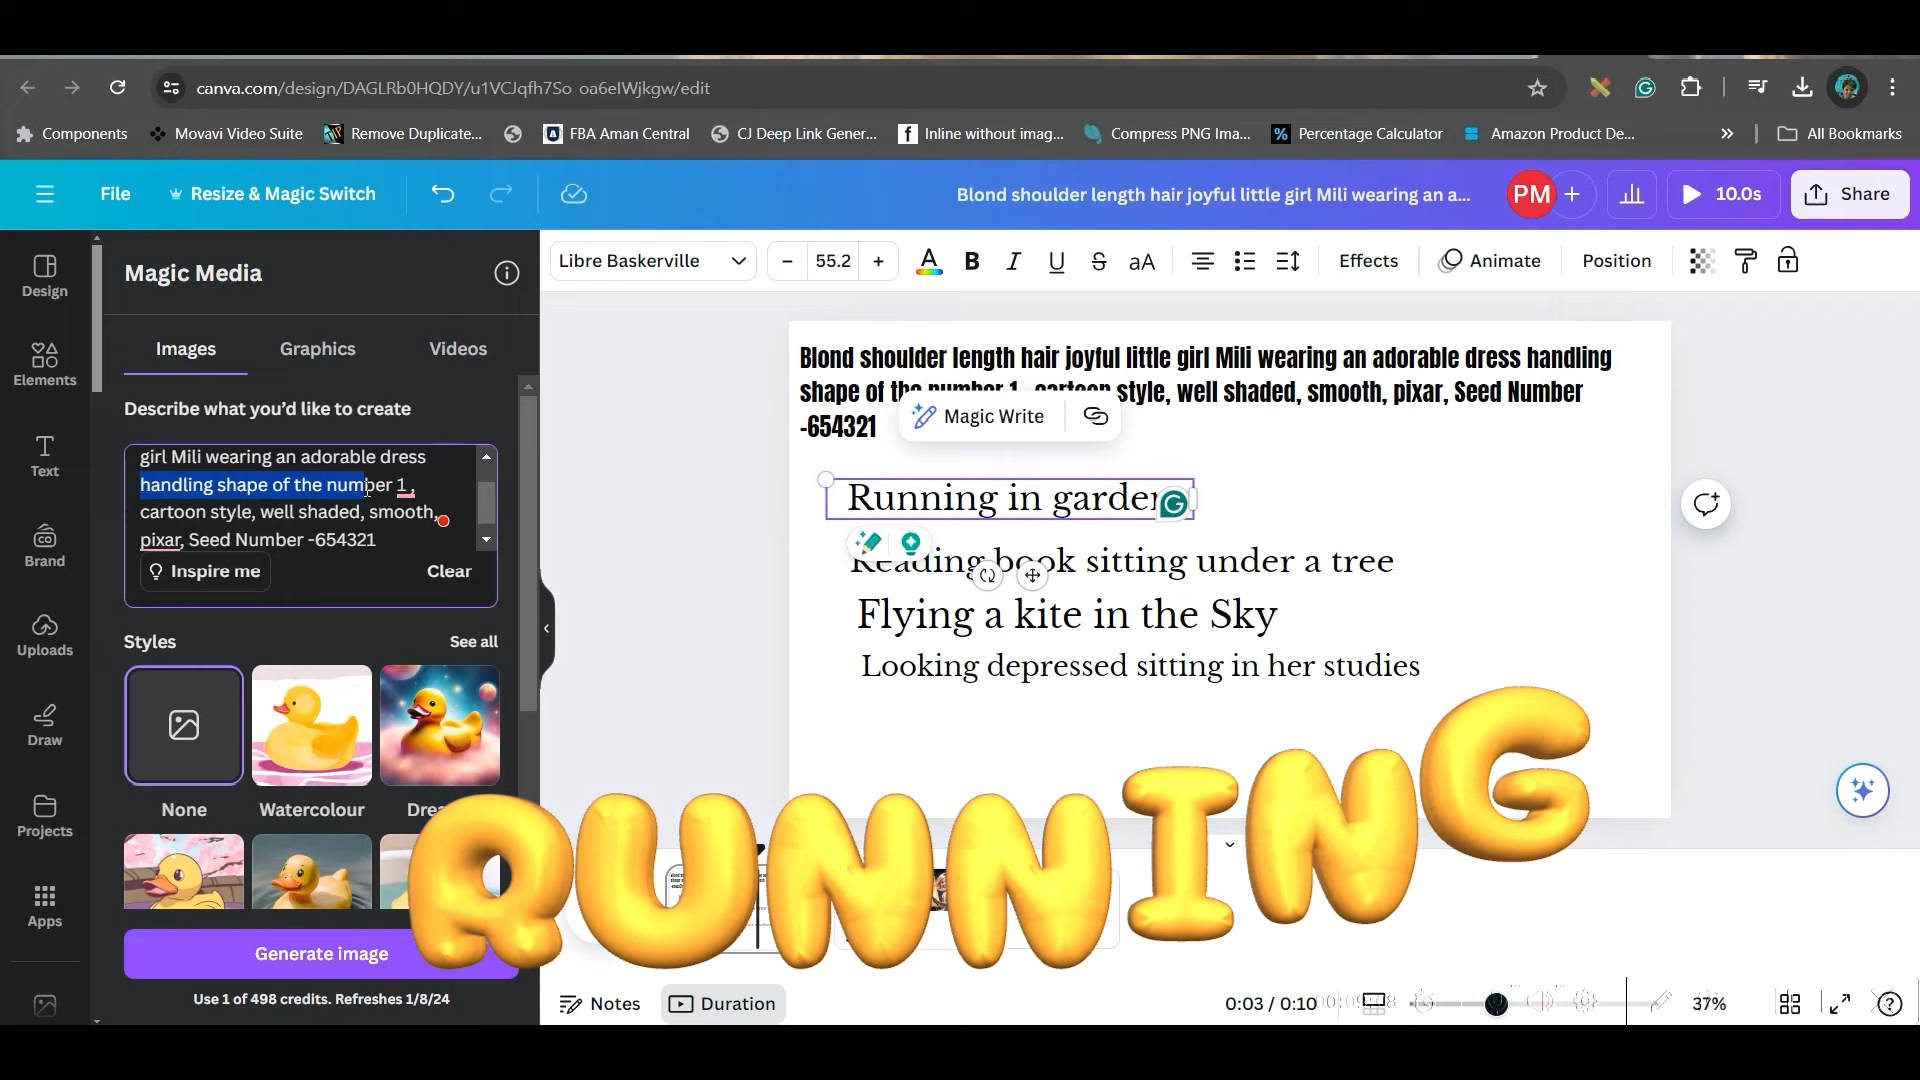 canva.com/design/DAGLRb0HQDY/u1VCJqfh7So oa6eIWjkgw/edit
Components
Movavi Video Suite
Remove Duplicate...
FBA Aman Central
CJ Deep Link Gener...
Inline without imag...
Compress PNG Ima...
Percentage Calculator
Amazon Product De...
All Bookmarks
File
Resize & Magic Switch
Blond shoulder length hair joyful little girl Mili wearing an a...
PM
10.0s
Share
Design
Elements
Text
Brand
Uploads
Draw
Projects
Apps
Magic Media
Images
Graphics
Videos
Describe what you'd like to create
girl Mili wearing an adorable dress
handling shape of the number 1 ,
cartoon style, well shaded, smooth,
pixar, Seed Number -654321
Inspire me
Clear
Styles
See all
None
Watercolour
Generate image
Use 1 of 498 credits. Refreshes 1/8/24
Libre Baskerville
- 55.2 +
A B I U S aA
Effects
Animate
Position
Blond shoulder length hair joyful little girl Mili wearing an adorable dress handling
shape of the number 1 , cartoon style, well shaded, smooth, pixar, Seed Number
-654321
Magic Write
Running in garden
Reading book sitting under a tree
Flying a kite in the Sky
Looking depressed sitting in her studies
RUNNING
Notes
Duration
0:03 / 0:10
37%